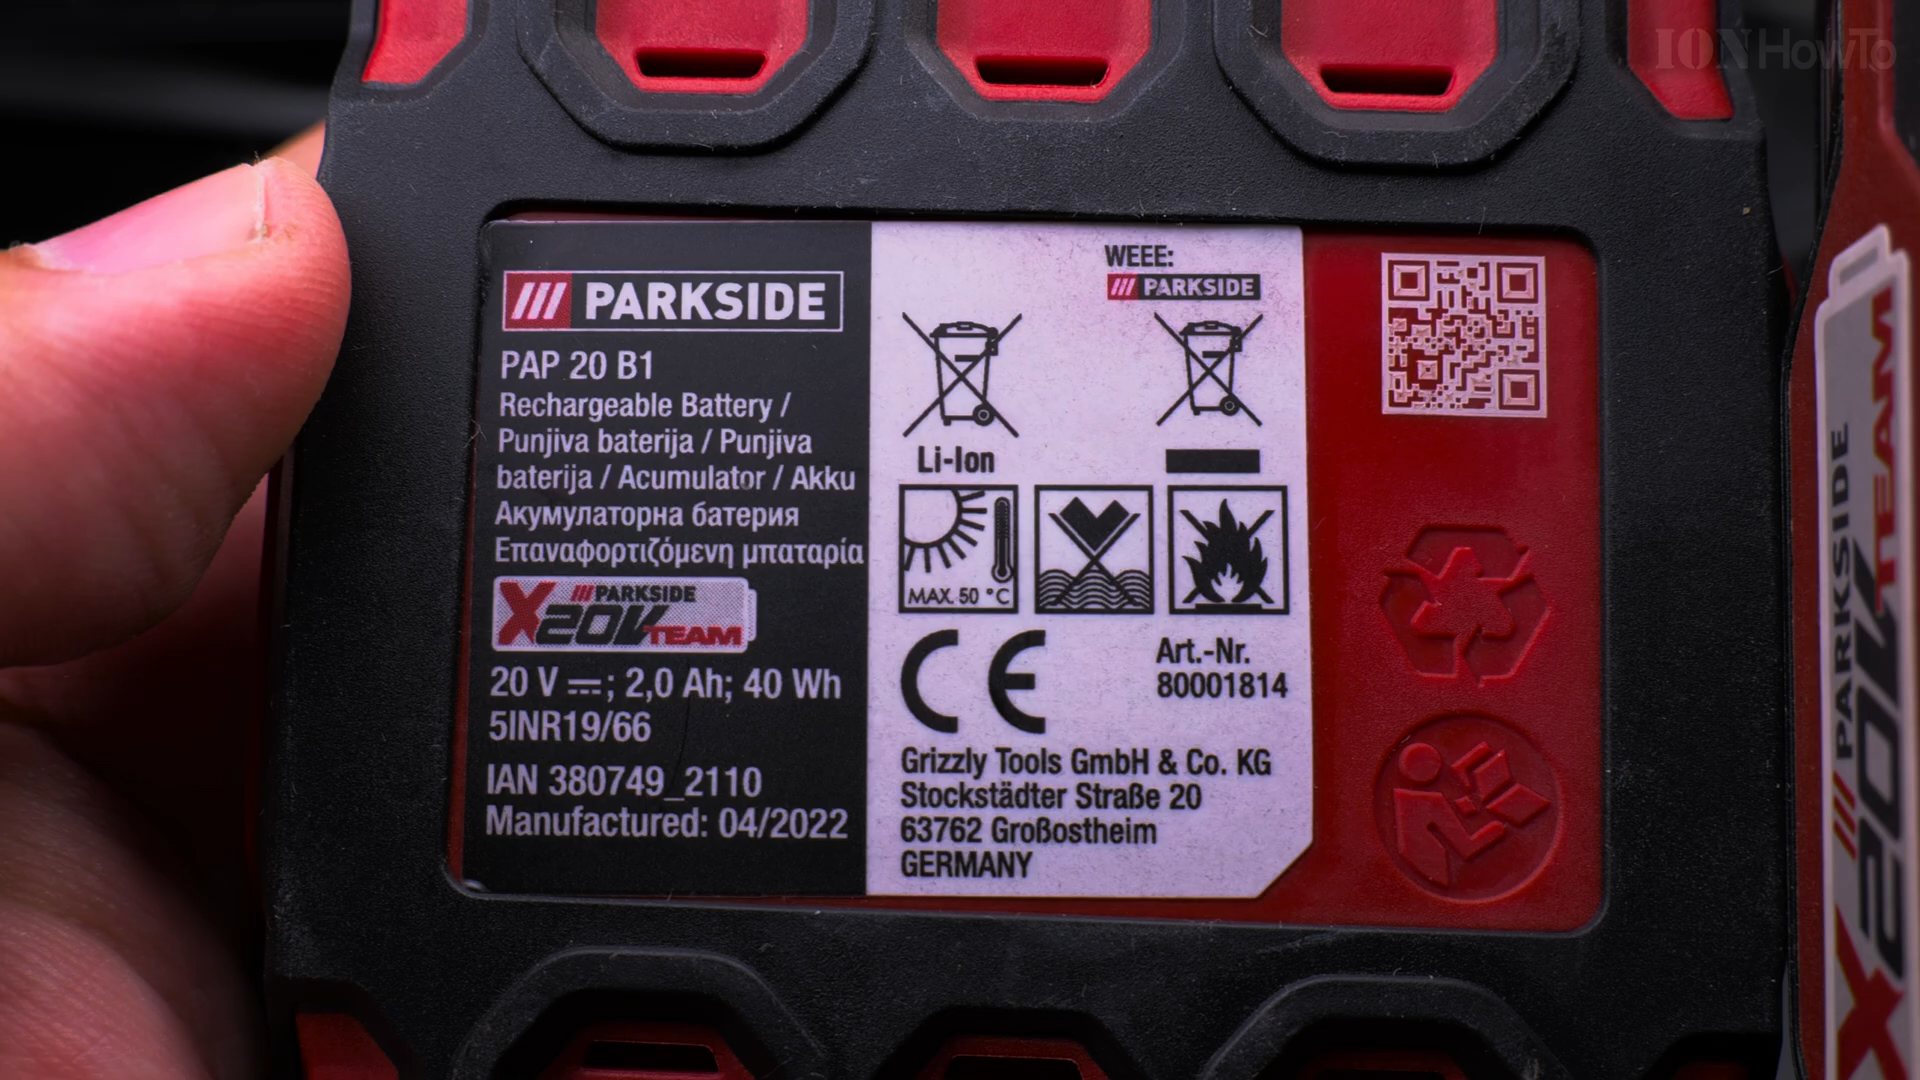 IONHowTo
PARKSIDE
PAP 20 B1
Rechargeable Battery /
Punjiva baterija / Punjiva
baterija / Acumulator / Akku
Акумулаторна батерия
Επαναφορτιζόμενη μπαταρία
PARKSIDE
X20V TEAM
20 V ⎓; 2,0 Ah; 40 Wh
5INR19/66
IAN 380749_2110
Manufactured: 04/2022
WEEE:
PARKSIDE
Li-Ion
MAX. 50 °C
CE
Art.-Nr.
80001814
Grizzly Tools GmbH & Co. KG
Stockstädter Straße 20
63762 Großostheim
GERMANY
PARKSIDE
X20V TEAM